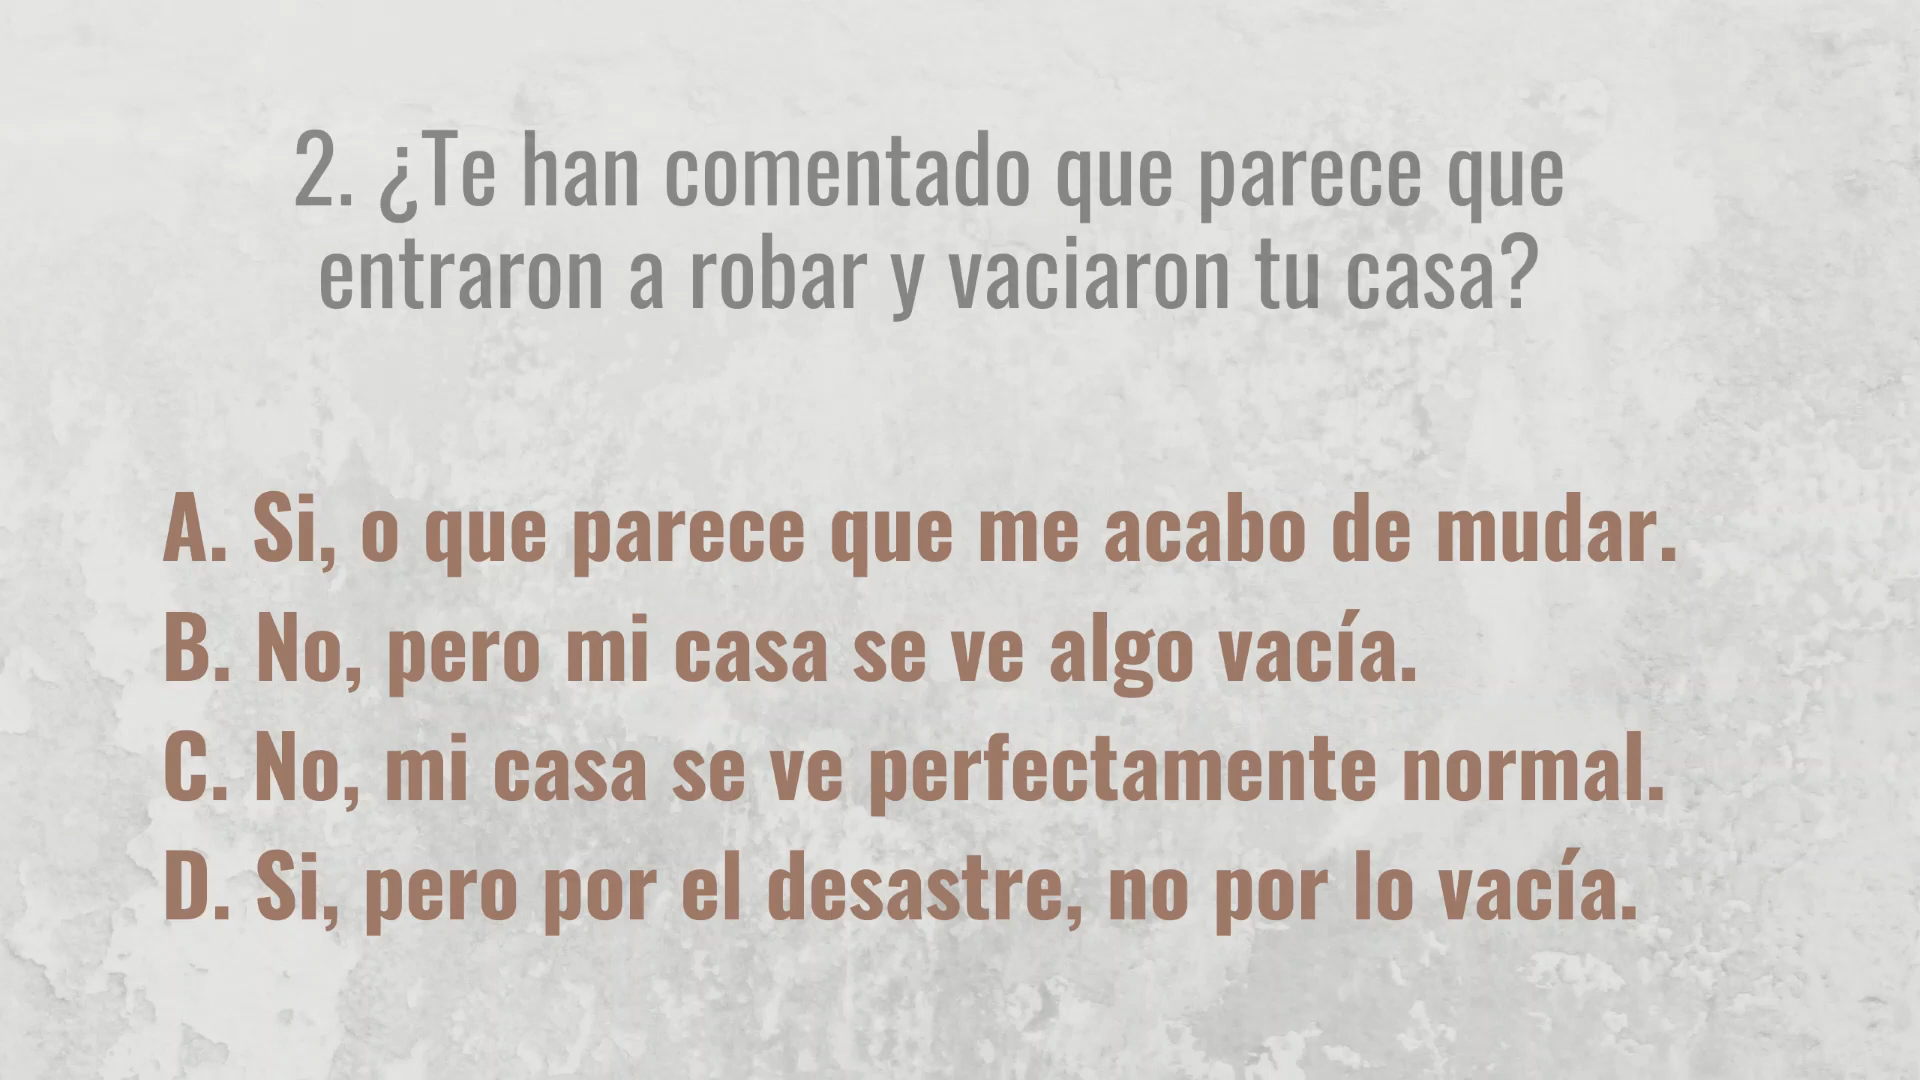 2. ¿Te han comentado que parece que
entraron a robar y vaciaron tu casa?
A. Si, o que parece que me acabo de mudar.
B. No, pero mi casa se ve algo vacía.
C. No, mi casa se ve perfectamente normal.
D. Si, pero por el desastre, no por lo vacía.